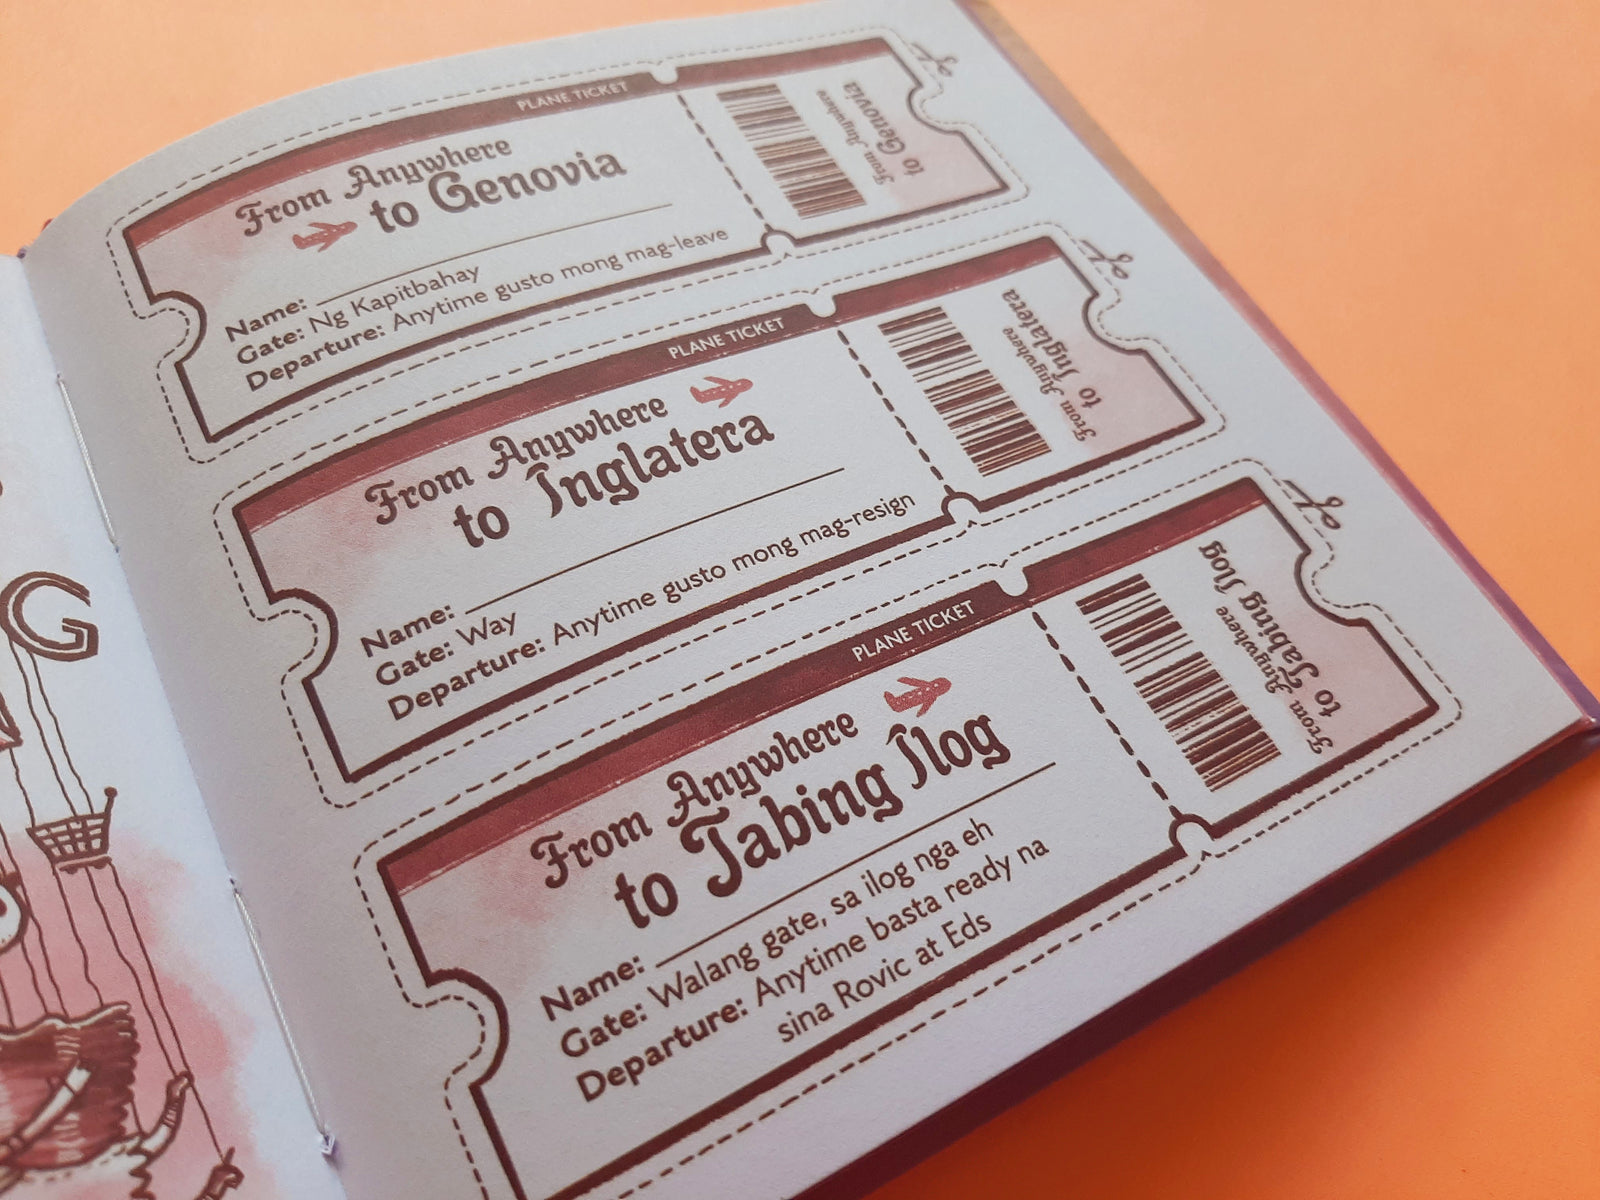 PLANE TICKET
From Anywhere
to Genovia
Name:
Gate: Ng Kapitbahay
Departure: Anytime gusto mong mag-leave
From Anywhere
to Genovia
PLANE TICKET
From Anywhere
to Inglatera
Name:
Gate: Way
Departure: Anytime gusto mong mag-resign
From Anywhere
to Inglatera
PLANE TICKET
From Anywhere
to Tabing Ilog
Name:
Gate: Walang gate, sa ilog nga eh
Departure: Anytime basta ready na
sina Rovic at Eds
From Anywhere
to Tabing Ilog
G